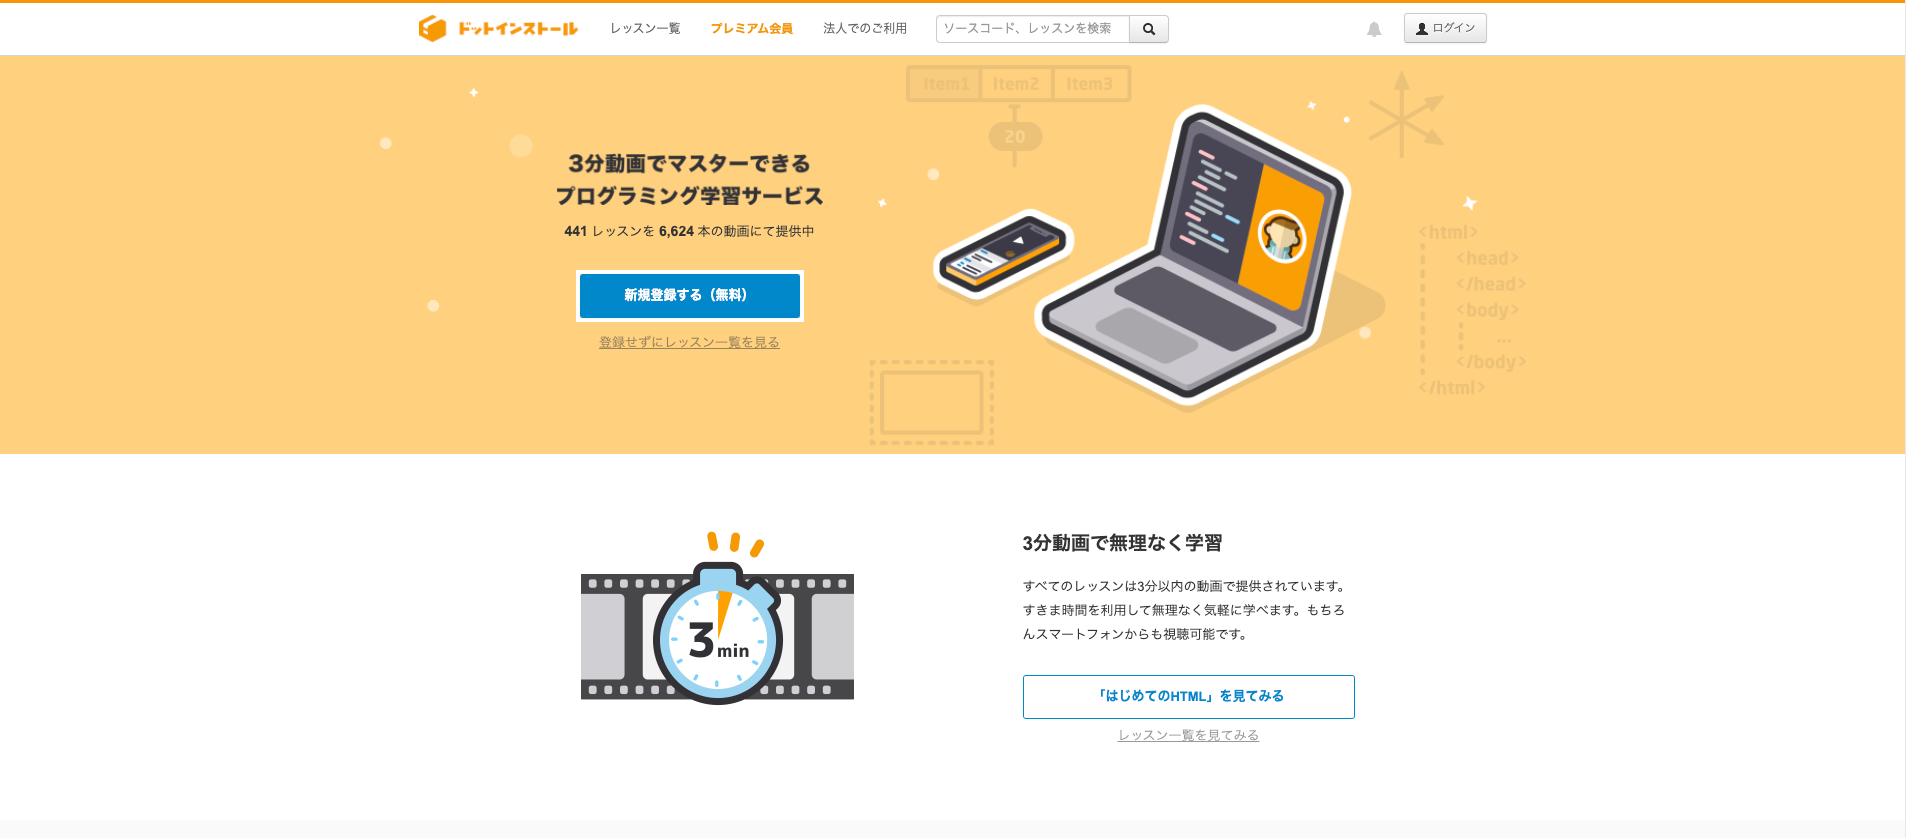 ドットインストール
レッスン一覧
プレミアム会員
法人でのご利用
ソースコード、レッスンを検索
ログイン
Item1 Item2 Item3
20
3分動画でマスターできる
プログラミング学習サービス
441 レッスンを 6,624 本の動画にて提供中
新規登録する（無料）
登録せずにレッスン一覧を見る
<html>
<head>
</head>
<body>
...
</body>
</html>
3 min
3分動画で無理なく学習
すべてのレッスンは3分以内の動画で提供されています。
すきま時間を利用して無理なく気軽に学べます。もちろ
んスマートフォンからも視聴可能です。
「はじめてのHTML」を見てみる
レッスン一覧を見てみる